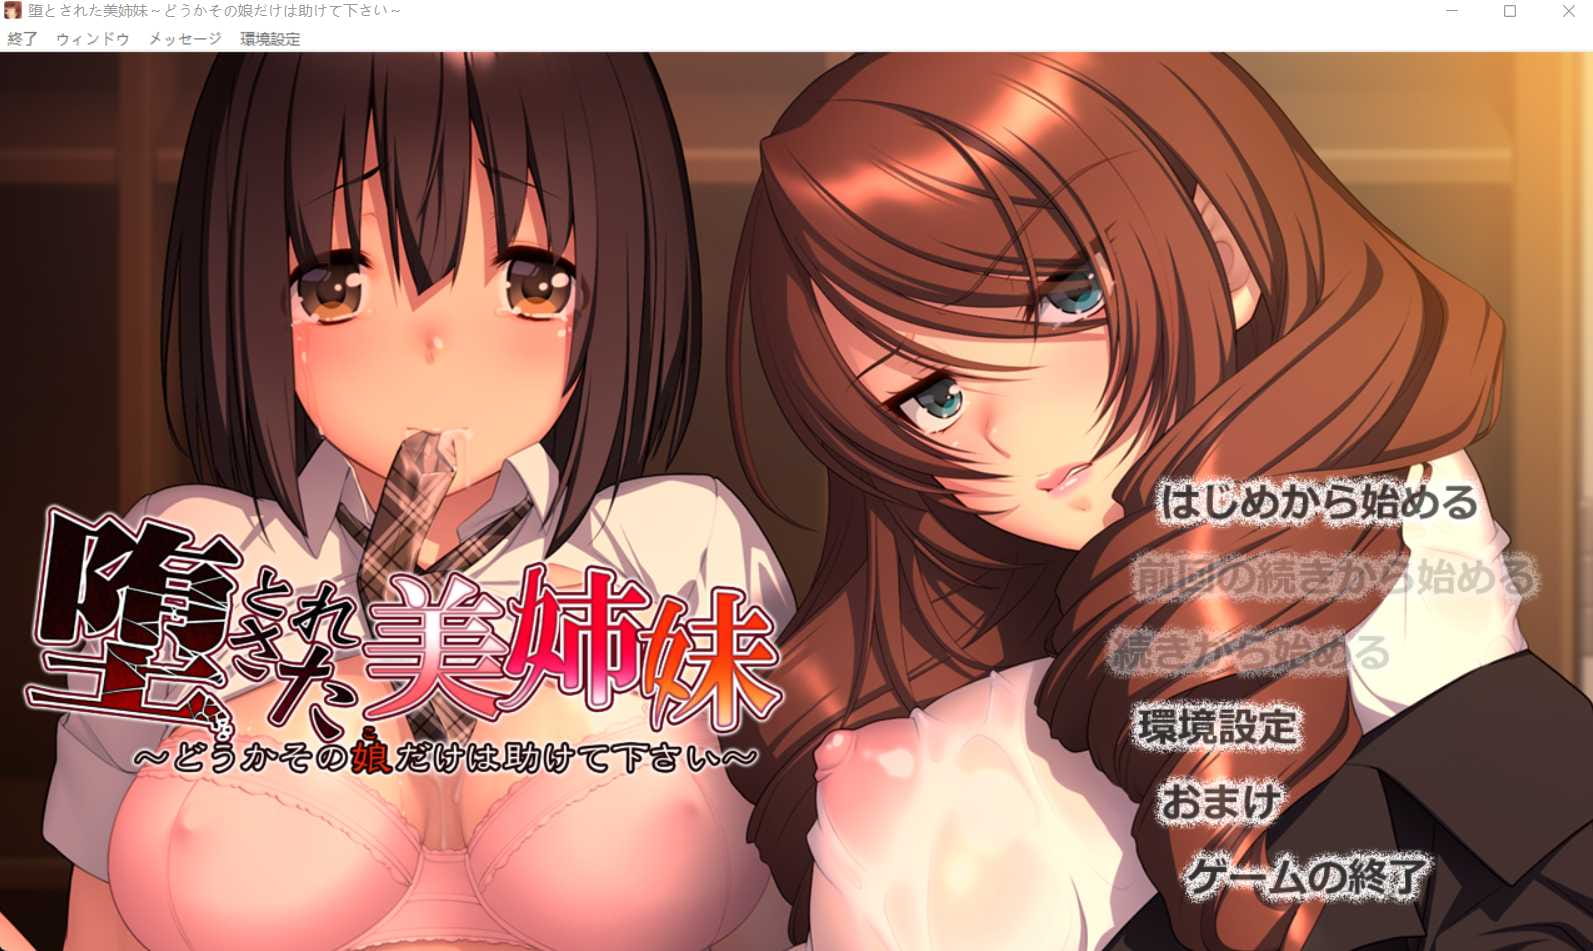 堕とされた美姉妹～どうかその娘だけは助けて下さい～
終了 ウィンドウ メッセージ 環境設定
堕とされた美姉妹
こ
～どうかその娘だけは助けて下さい～
はじめから始める
前回の続きから始める
続きから始める
環境設定
おまけ
ゲームの終了